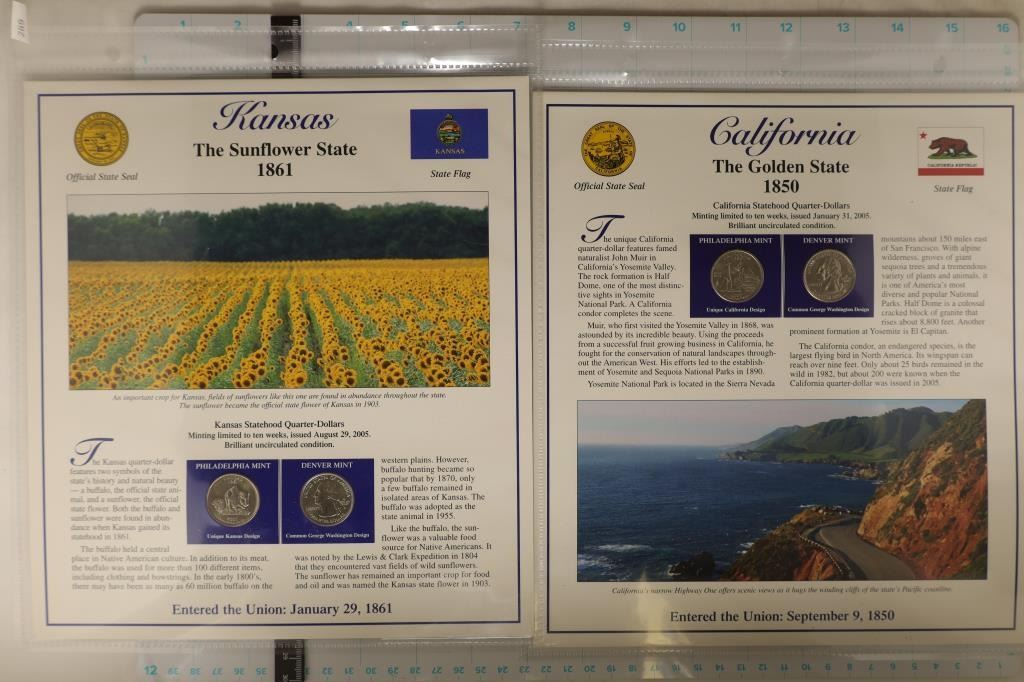 289
1 2 4 5 6 7 8 9 10 11 12 13 14 15 16
Kansas
The Sunflower State
1861
Official State Seal
KANSAS
State Flag
An important crop for Kansas, fields of sunflowers like this one are found in abundance throughout the state.
The sunflower became the official state flower of Kansas in 1903.
Kansas Statehood Quarter-Dollars
Minting limited to ten weeks, issued August 29, 2005.
Brilliant uncirculated condition.
The Kansas quarter-dollar
features two symbols of the
state's history and natural beauty
— a buffalo, the official state ani-
mal, and a sunflower, the official
state flower. Both the buffalo and
sunflower were found in abun-
dance when Kansas gained its
statehood in 1861.
The buffalo held a central
place in Native American culture. In addition to its meat,
the buffalo was used for more than 100 different items,
including clothing and bowstrings. In the early 1800's,
there may have been as many as 60 million buffalo on the
PHILADELPHIA MINT
Unique Kansas Design
DENVER MINT
Common George Washington Design
western plains. However,
buffalo hunting became so
popular that by 1870, only
a few buffalo remained in
isolated areas of Kansas. The
buffalo was adopted as the
state animal in 1955.
Like the buffalo, the sun-
flower was a valuable food
source for Native Americans. It
was noted by the Lewis & Clark Expedition in 1804
that they encountered vast fields of wild sunflowers.
The sunflower has remained an important crop for food
and oil and was named the Kansas state flower in 1903.
Entered the Union: January 29, 1861
California
The Golden State
1850
Official State Seal
CALIFORNIA REPUBLIC
State Flag
California Statehood Quarter-Dollars
Minting limited to ten weeks, issued January 31, 2005.
Brilliant uncirculated condition.
The unique California
quarter-dollar features famed
naturalist John Muir in
California's Yosemite Valley.
The rock formation is Half
Dome, one of the most distinc-
tive sights in Yosemite
National Park. A California
condor completes the scene.
Muir, who first visited the Yosemite Valley in 1868, was
astounded by its incredible beauty. Using the proceeds
from a successful fruit growing business in California, he
fought for the conservation of natural landscapes through-
out the American West. His efforts led to the establish-
ment of Yosemite and Sequoia National Parks in 1890.
Yosemite National Park is located in the Sierra Nevada
PHILADELPHIA MINT
Unique California Design
DENVER MINT
Common George Washington Design
mountains about 150 miles east
of San Francisco. With alpine
wilderness, groves of giant
sequoia trees and a tremendous
variety of plants and animals, it
is one of America's most
diverse and popular National
Parks. Half Dome is a colossal
cracked block of granite that
rises about 8,800 feet. Another
prominent formation at Yosemite is El Capitan.
The California condor, an endangered species, is the
largest flying bird in North America. Its wingspan can
reach over nine feet. Only about 25 birds remained in the
wild in 1982, but about 200 were known when the
California quarter-dollar was issued in 2005.
California's narrow Highway One offers scenic views as it hugs the winding cliffs of the state's Pacific coastline.
Entered the Union: September 9, 1850